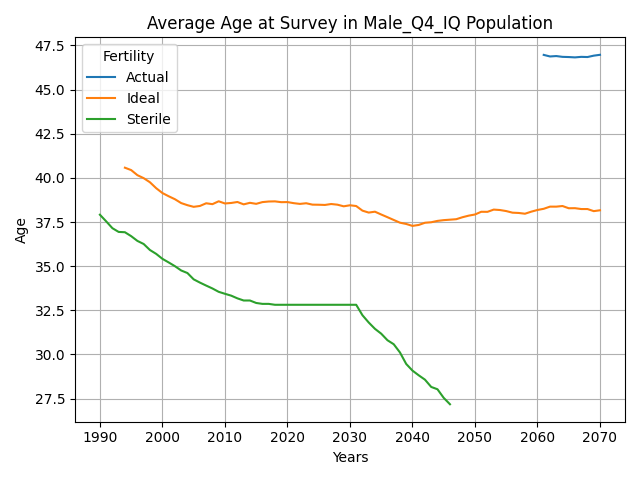 Average Age at Survey in Male_Q4_IQ Population
47.5
45.0
42.5
40.0
37.5
35.0
32.5
30.0
27.5
Age
Fertility
Actual
Ideal
Sterile
1990 2000 2010 2020 2030 2040 2050 2060 2070
Years